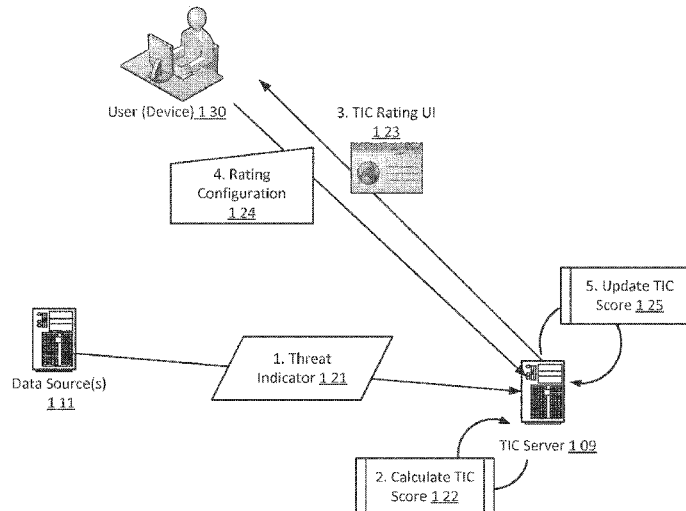 User (Device) 130
3. TIC Rating UI
123
4. Rating
Configuration
124
5. Update TIC
Score 125
1. Threat
Indicator 121
Data Source(s)
111
TIC Server 109
2. Calculate TIC
Score 122